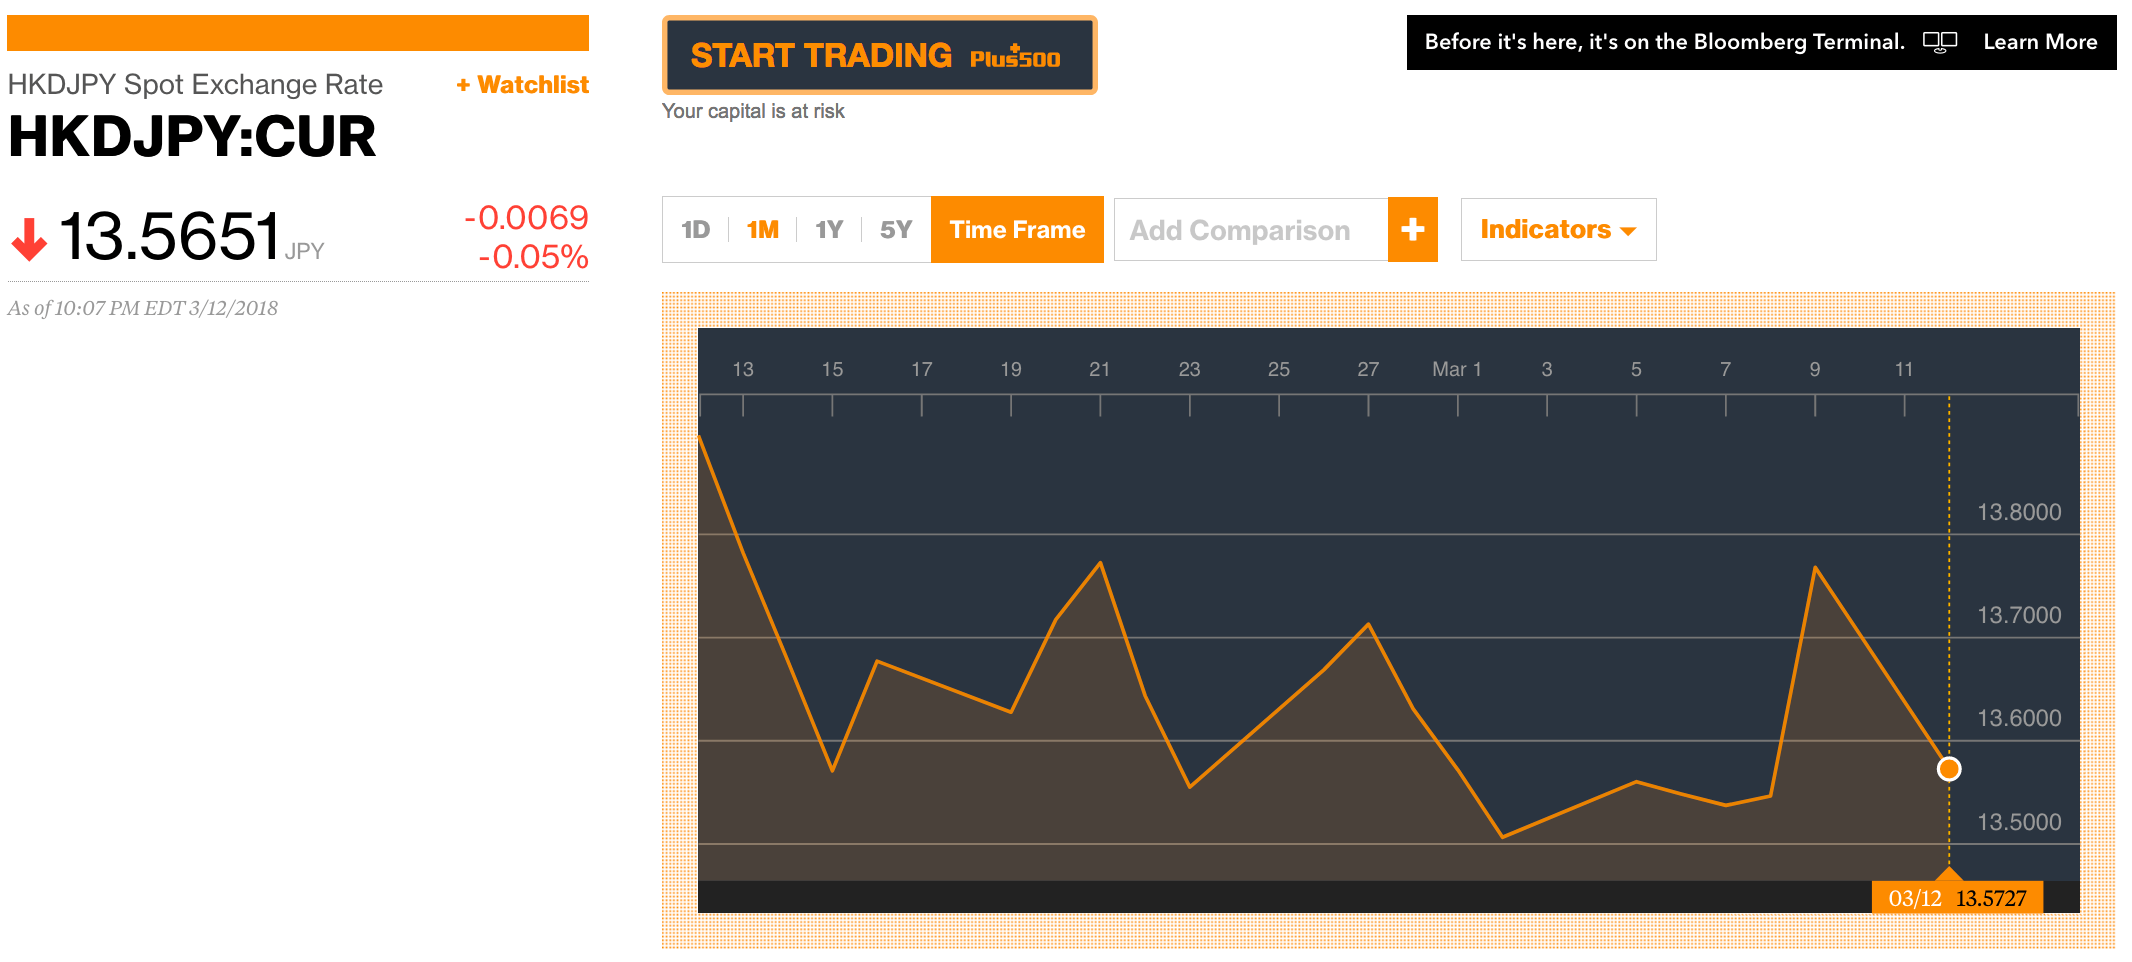 HKDJPY Spot Exchange Rate + Watchlist
HKDJPY:CUR
13.5651 JPY
-0.0069
-0.05%
As of 10:07 PM EDT 3/12/2018
START TRADING Plus500
Your capital is at risk
Before it's here, it's on the Bloomberg Terminal. Learn More
1D 1M 1Y 5Y Time Frame Add Comparison + Indicators
13 15 17 19 21 23 25 27 Mar 1 3 5 7 9 11
13.8000
13.7000
13.6000
13.5000
03/12 13.5727